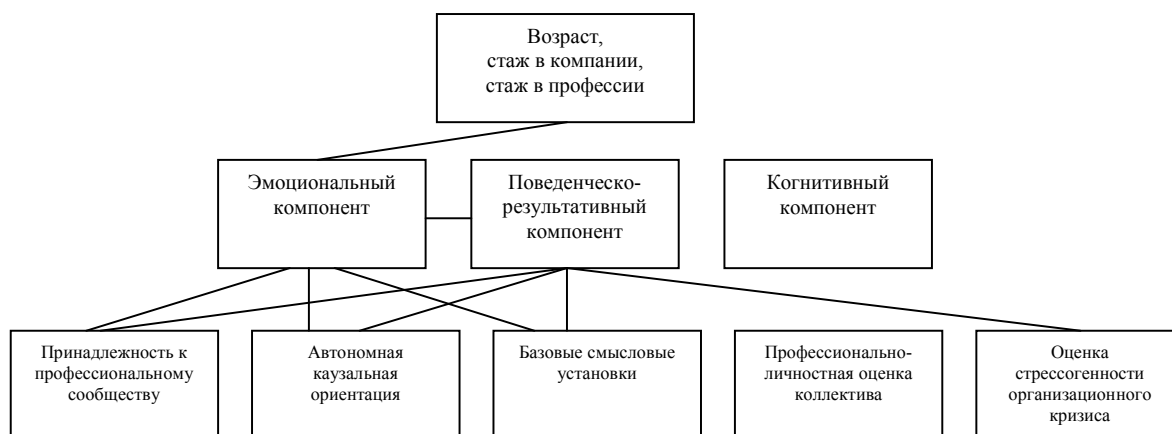 Возраст,
стаж в компании,
стаж в профессии
Эмоциональный
компонент
Поведенческо-
результативный
компонент
Когнитивный
компонент
Принадлежность к
профессиональному
сообществу
Автономная
каузальная
ориентация
Базовые смысловые
установки
Профессионально-
личностная оценка
коллектива
Оценка
стрессогенности
организационного
кризиса